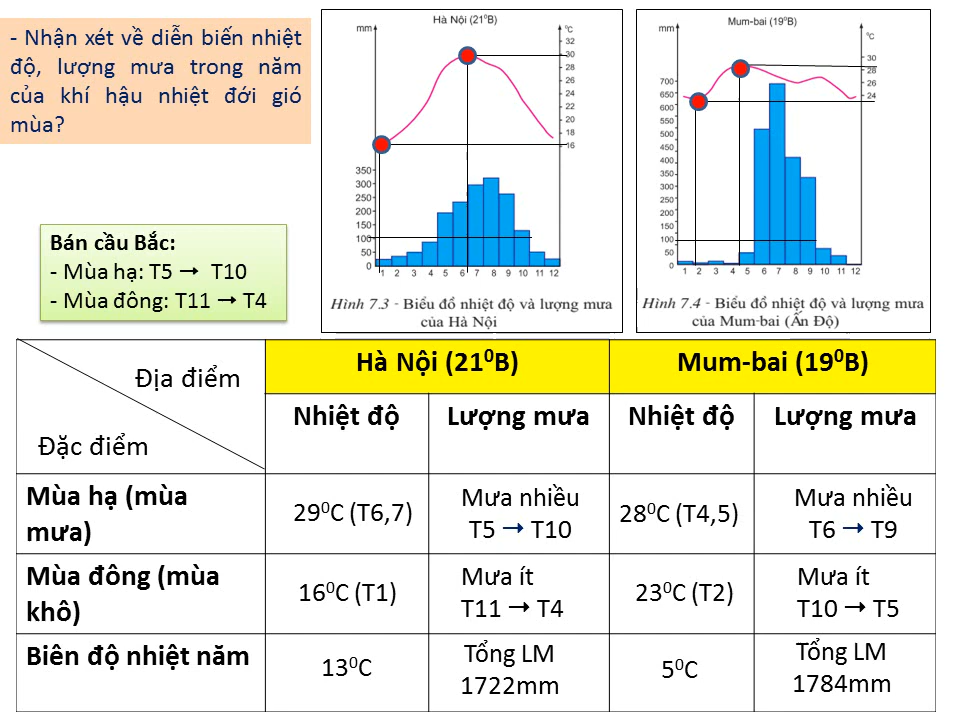 - Nhận xét về diễn biến nhiệt
độ, lượng mưa trong năm
của khí hậu nhiệt đới gió
mùa?
Bán cầu Bắc:
- Mùa hạ: T5 → T10
- Mùa đông: T11 → T4
Hà Nội (21⁰B)
mm
°C
32
30
28
26
24
22
20
18
16
350
300
250
200
150
100
50
0
1 2 3 4 5 6 7 8 9 10 11 12
Hình 7.3 - Biểu đồ nhiệt độ và lượng mưa
của Hà Nội
Mum-bai (19⁰B)
mm
°C
30
28
26
24
700
650
600
550
500
450
400
350
300
250
200
150
100
50
0
1 2 3 4 5 6 7 8 9 10 11 12
Hình 7.4 - Biểu đồ nhiệt độ và lượng mưa
của Mum-bai (Ấn Độ)
Địa điểm
Đặc điểm
Hà Nội (21⁰B)
Mum-bai (19⁰B)
Nhiệt độ
Lượng mưa
Nhiệt độ
Lượng mưa
Mùa hạ (mùa
mưa)
29⁰C (T6,7)
Mưa nhiều
T5 → T10
28⁰C (T4,5)
Mưa nhiều
T6 → T9
Mùa đông (mùa
khô)
16⁰C (T1)
Mưa ít
T11 → T4
23⁰C (T2)
Mưa ít
T10 → T5
Biên độ nhiệt năm
13⁰C
Tổng LM
1722mm
5⁰C
Tổng LM
1784mm